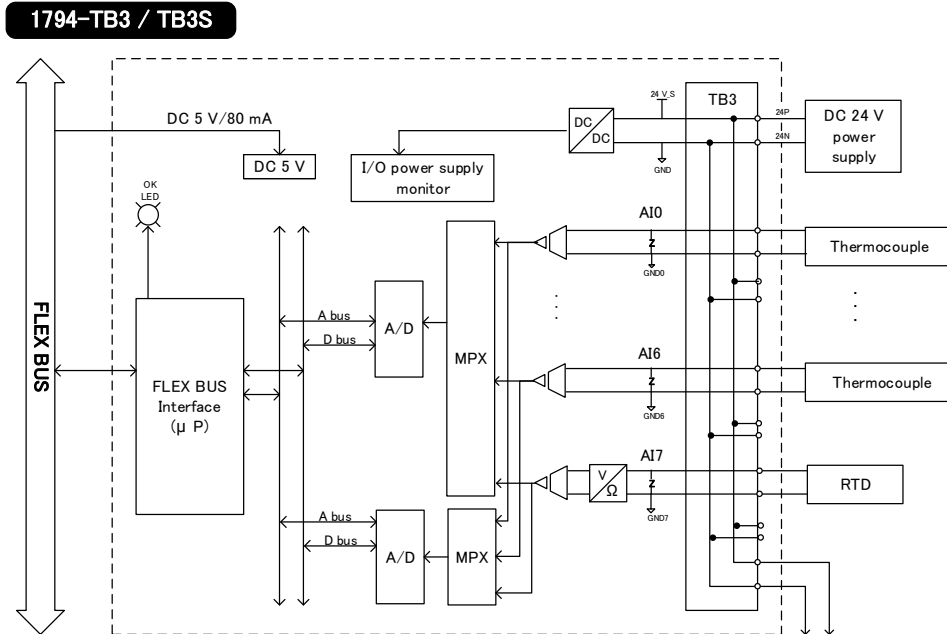 1794-TB3 / TB3S
DC 5 V/80 mA
DC 5 V
I/O power supply
monitor
DC
DC
24 V_S
GND
TB3
24P
24N
DC 24 V
power
supply
OK
LED
FLEX BUS
FLEX BUS
Interface
(μ P)
A bus
D bus
A/D
MPX
AI0
GND0
Thermocouple
AI6
GND6
Thermocouple
AI7
V
Ω
GND7
RTD
A bus
D bus
A/D
MPX